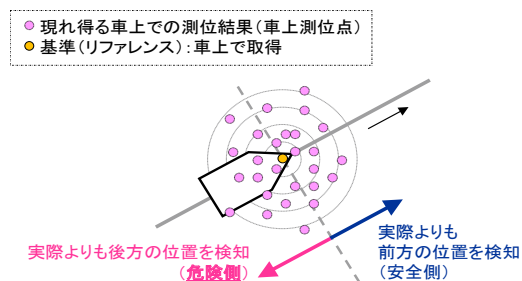 現れ得る車上での測位結果（車上測位点）
基準（リファレンス）：車上で取得
実際よりも後方の位置を検知
（危険側）
実際よりも
前方の位置を検知
（安全側）